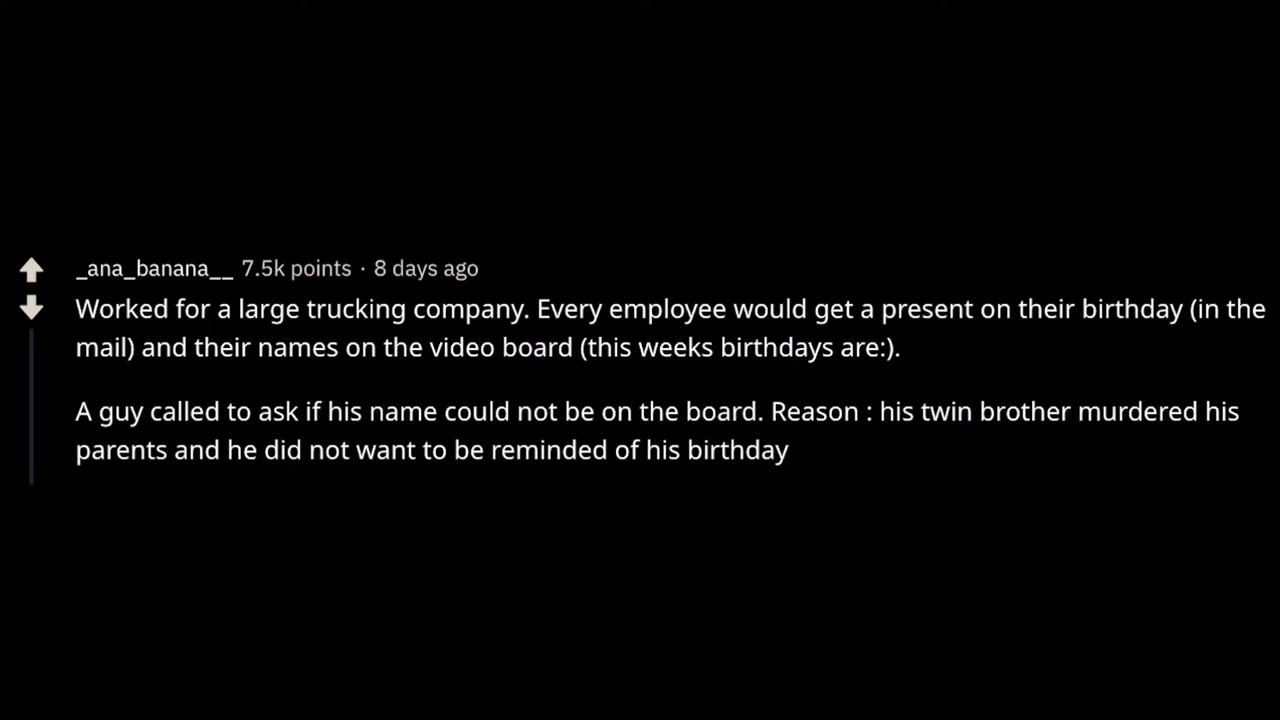 _ana_banana__ 7.5k points · 8 days ago
Worked for a large trucking company. Every employee would get a present on their birthday (in the
mail) and their names on the video board (this weeks birthdays are:).
A guy called to ask if his name could not be on the board. Reason : his twin brother murdered his
parents and he did not want to be reminded of his birthday